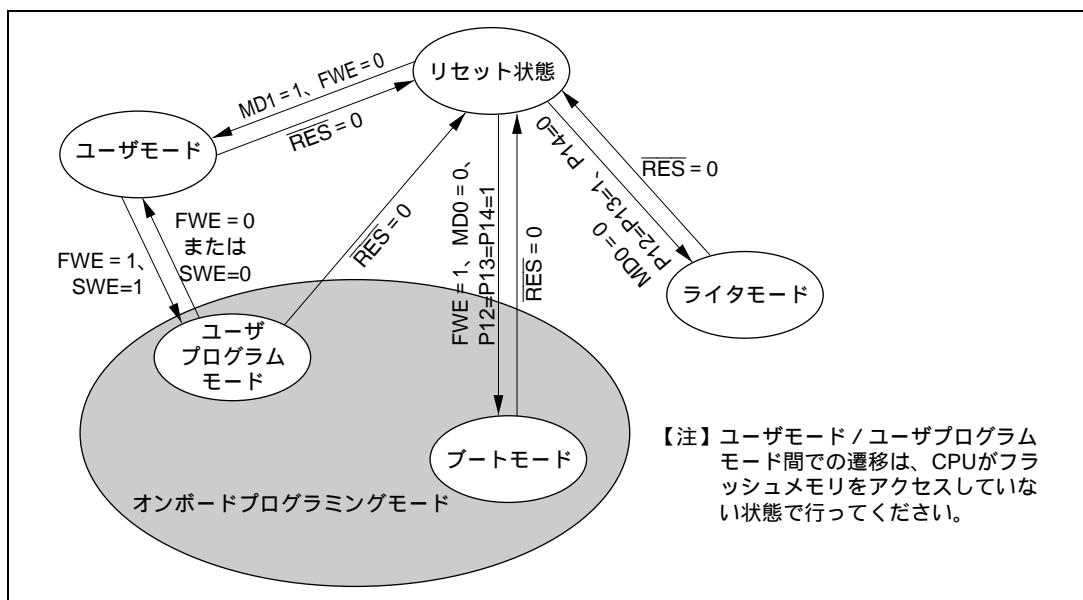 リセット状態
MD1 = 1、FWE = 0
RES = 0
ユーザモード
FWE = 0
または
SWE=0
FWE = 1、
SWE=1
RES = 0
FWE = 1、MD0 = 0、
P12=P13=P14=1
RES = 0
MD0 = 0
P12=P13=1、P14=0
RES = 0
ライタモード
ユーザ
プログラム
モード
ブートモード
オンボードプログラミングモード
【注】ユーザモード / ユーザプログラム
モード間での遷移は、CPUがフラ
ッシュメモリをアクセスしていな
い状態で行ってください。